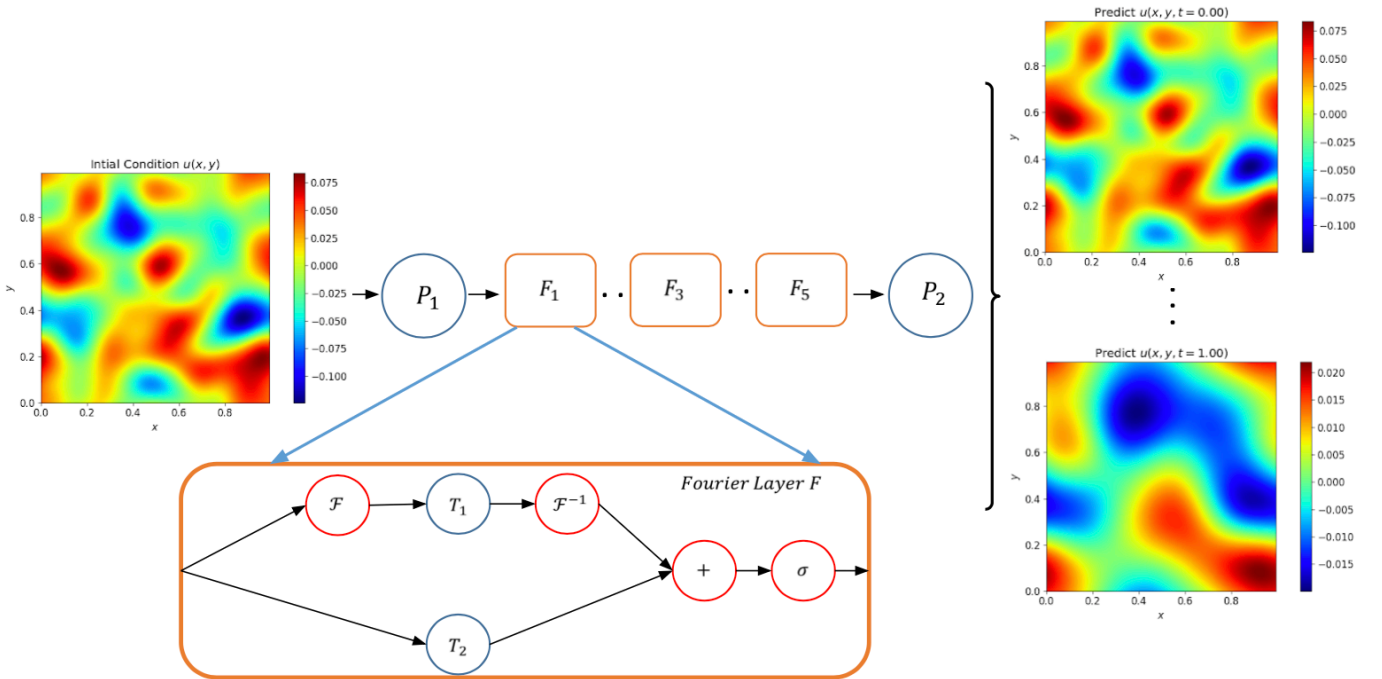 Intial Condition u(x, y)
0.8
0.6
0.4
0.2
0.0
y
0.0 0.2 0.4 0.6 0.8
x
0.075
0.050
0.025
0.000
−0.025
−0.050
−0.075
−0.100
P₁
F₁
··
F₃
··
F₅
P₂
Fourier Layer F
ℱ
T₁
ℱ⁻¹
+
σ
T₂
Predict u(x, y, t = 0.00)
0.8
0.6
0.4
0.2
0.0
y
0.0 0.2 0.4 0.6 0.8
x
0.075
0.050
0.025
0.000
−0.025
−0.050
−0.075
−0.100
Predict u(x, y, t = 1.00)
0.8
0.6
0.4
0.2
0.0
y
0.0 0.2 0.4 0.6 0.8
x
0.020
0.015
0.010
0.005
0.000
−0.005
−0.010
−0.015